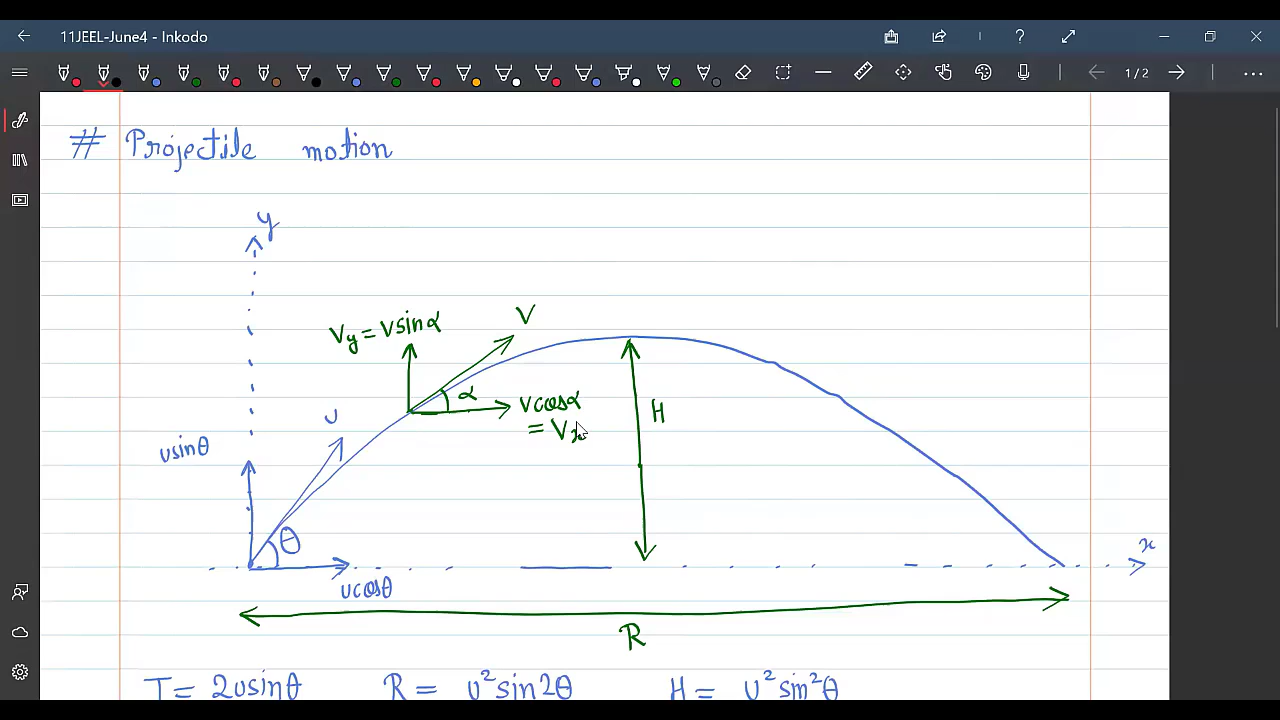 11JEEL-June4 - Inkodo
1/2
# Projectile motion
y
Vy = Vsinα
V
α
Vcosα
= Vx
H
U
usinθ
θ
ucosθ
x
R
T = 2usinθ R = u²sin2θ H = u²sin²θ